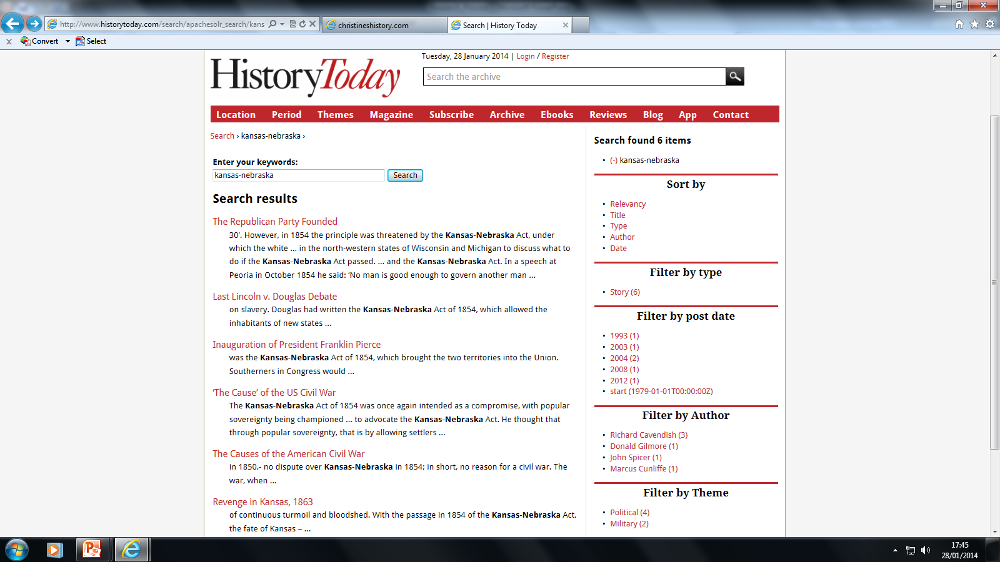 http://www.historytoday.com/search/apachesolr_search/kans
christineshistory.com
Search | History Today
x Convert Select
Tuesday, 28 January 2014 | Login / Register
HistoryToday
Search the archive
Location Period Themes Magazine Subscribe Archive Ebooks Reviews Blog App Contact
Search › kansas-nebraska ›
Enter your keywords:
kansas-nebraska
Search
Search results
The Republican Party Founded
30’. However, in 1854 the principle was threatened by the Kansas-Nebraska Act, under
which the white ... in the north-western states of Wisconsin and Michigan to discuss what to
do if the Kansas-Nebraska Act passed. ... and the Kansas-Nebraska Act. In a speech at
Peoria in October 1854 he said: ‘No man is good enough to govern another man ...
Last Lincoln v. Douglas Debate
on slavery. Douglas had written the Kansas-Nebraska Act of 1854, which allowed the
inhabitants of new states ...
Inauguration of President Franklin Pierce
was the Kansas-Nebraska Act of 1854, which brought the two territories into the Union.
Southerners in Congress would ...
‘The Cause’ of the US Civil War
The Kansas-Nebraska Act of 1854 was once again intended as a compromise, with popular
sovereignty being championed ... to advocate the Kansas-Nebraska Act. He thought that
through popular sovereignty, that is by allowing settlers ...
The Causes of the American Civil War
in 1850,- no dispute over Kansas-Nebraska in 1854; in short, no reason for a civil war. The
war, when ...
Revenge in Kansas, 1863
of continuous turmoil and bloodshed. With the passage in 1854 of the Kansas-Nebraska Act,
the fate of Kansas – ...
Search found 6 items
(-) kansas-nebraska
Sort by
Relevancy
Title
Type
Author
Date
Filter by type
Story (6)
Filter by post date
1993 (1)
2003 (1)
2004 (2)
2008 (1)
2012 (1)
start (1979-01-01T00:00:00Z)
Filter by Author
Richard Cavendish (3)
Donald Gilmore (1)
John Spicer (1)
Marcus Cunliffe (1)
Filter by Theme
Political (4)
Military (2)
17:45
28/01/2014